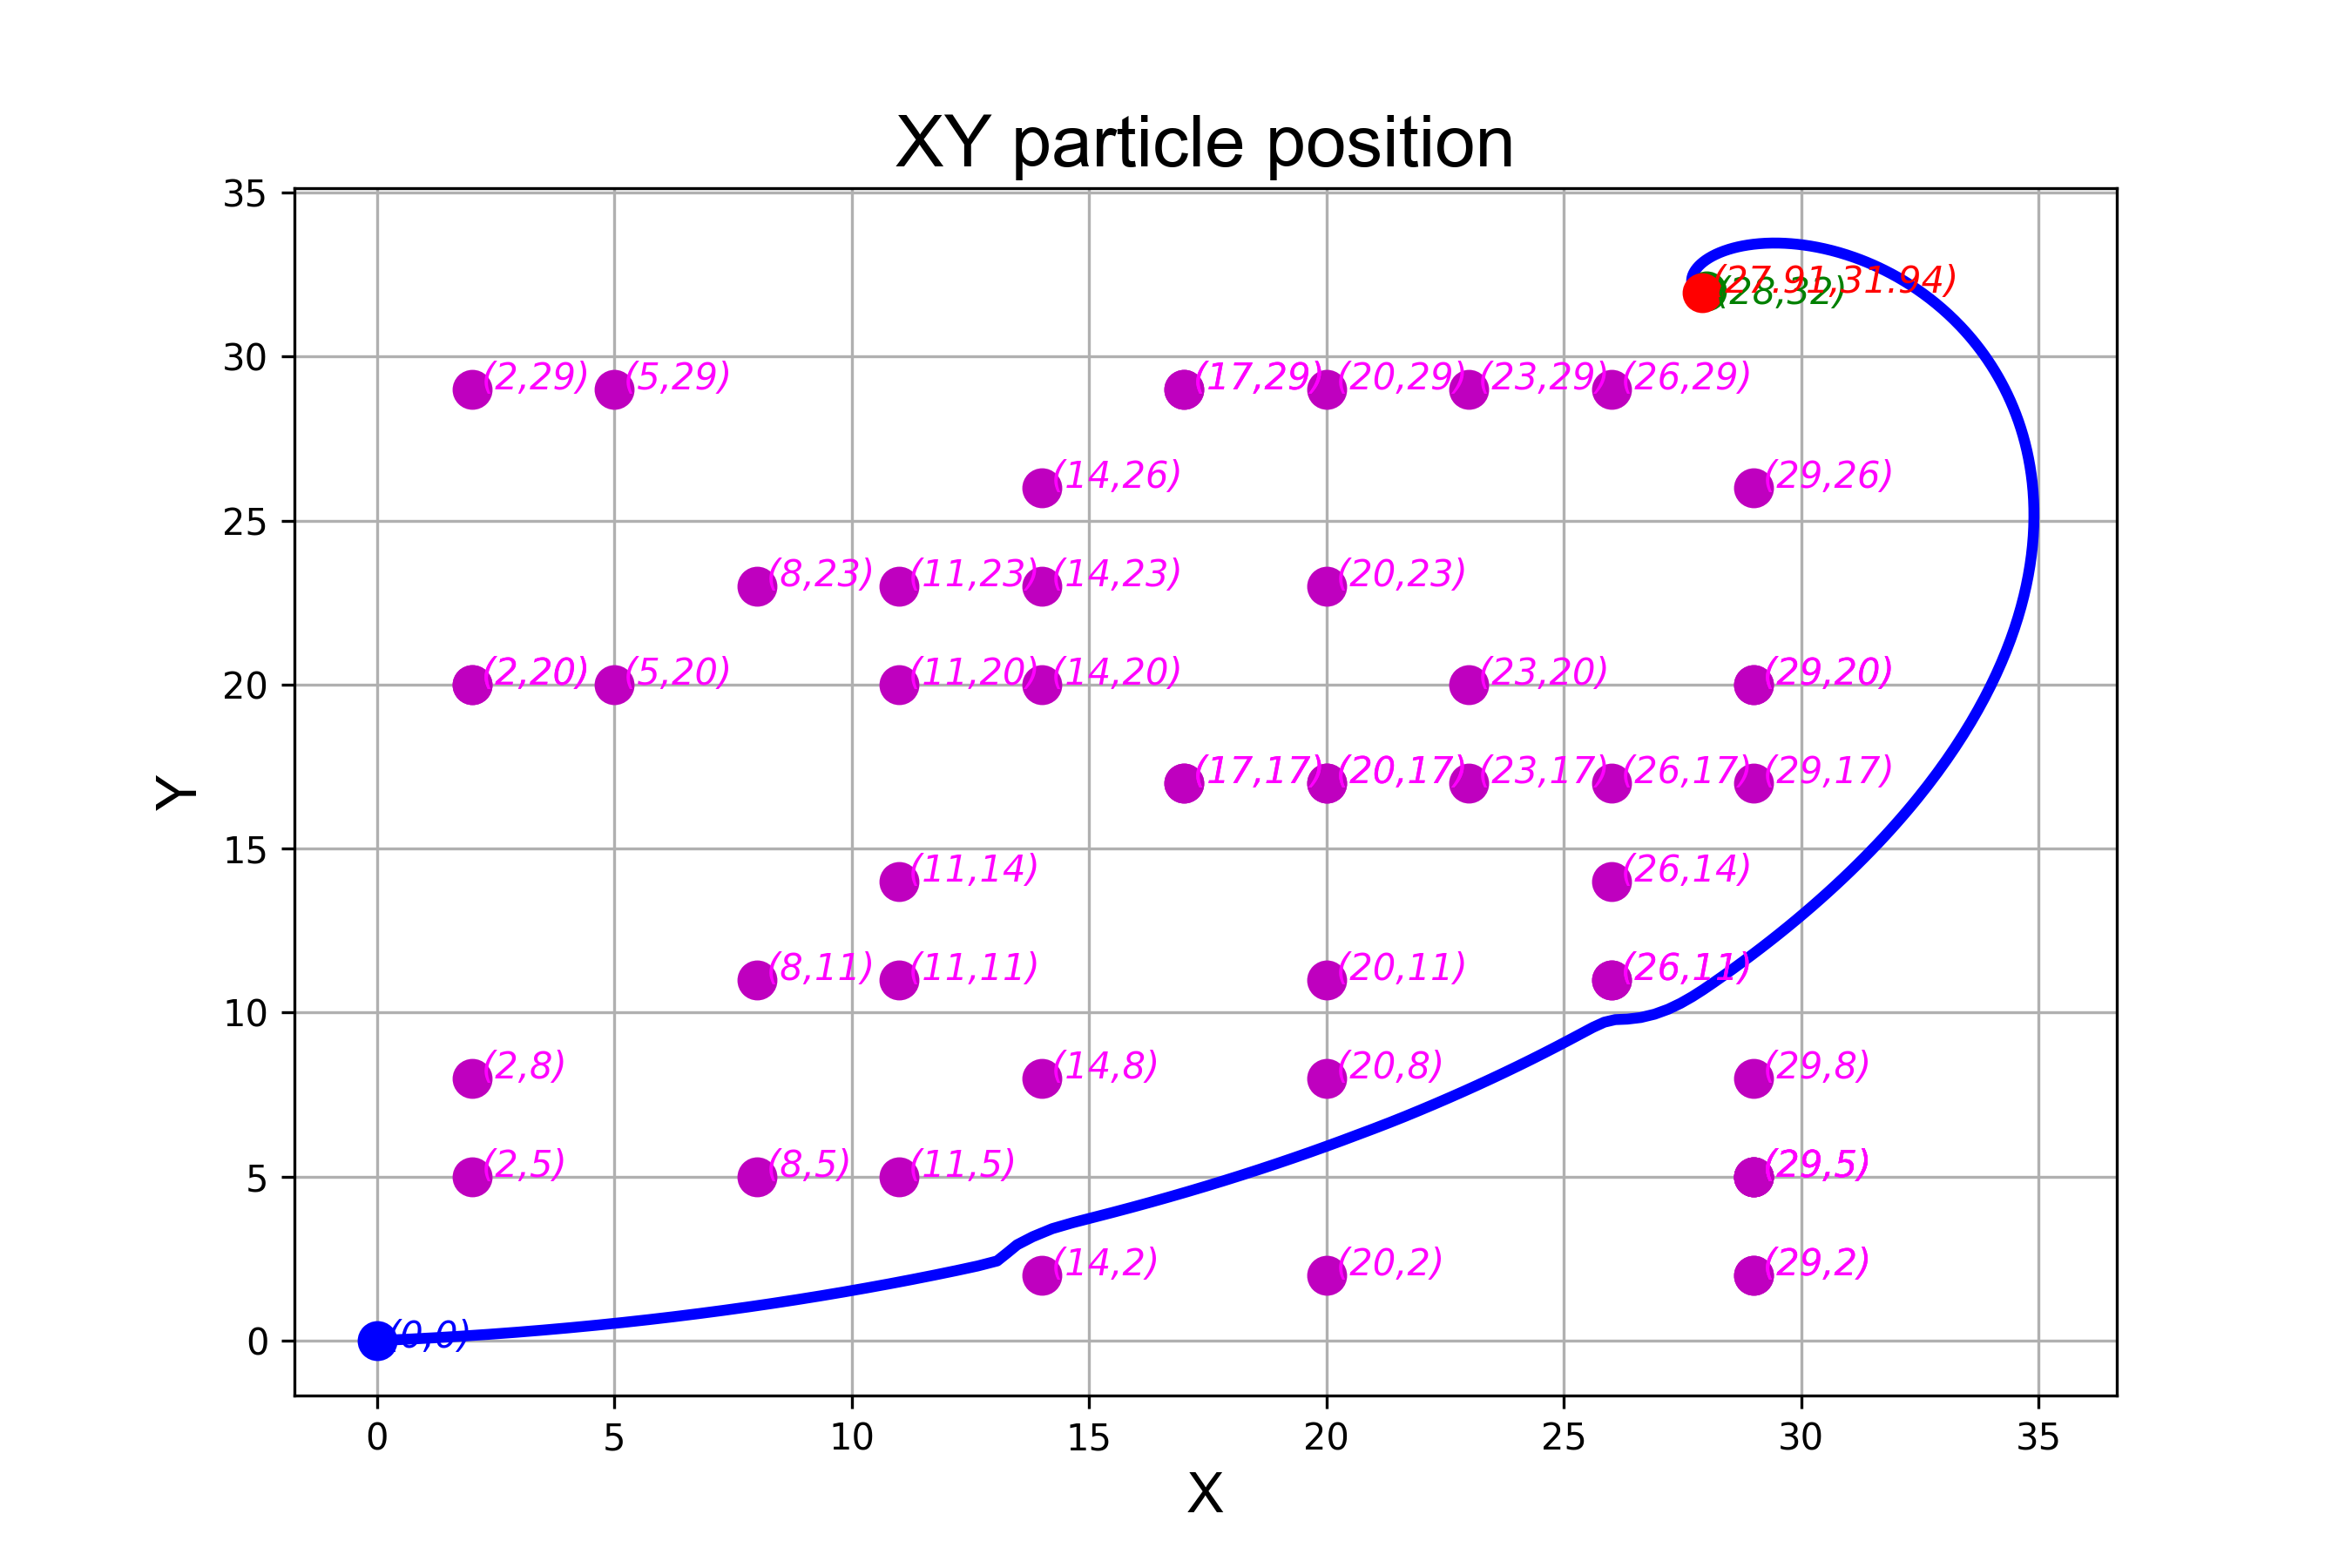 XY particle position
35
(27.91,31.94)
(28,32)
30
(2,29) (5,29) (17,29) (20,29) (23,29) (26,29)
(14,26) (29,26)
25
(8,23) (11,23) (14,23) (20,23)
20
(2,20) (5,20) (11,20) (14,20) (23,20) (29,20)
(17,17) (20,17) (23,17) (26,17) (29,17)
Y
15
(11,14) (26,14)
(8,11) (11,11) (20,11) (26,11)
10
(2,8) (14,8) (20,8) (29,8)
5
(2,5) (8,5) (11,5) (29,5)
(14,2) (20,2) (29,2)
0
(0,0)
0 5 10 15 20 25 30 35
X